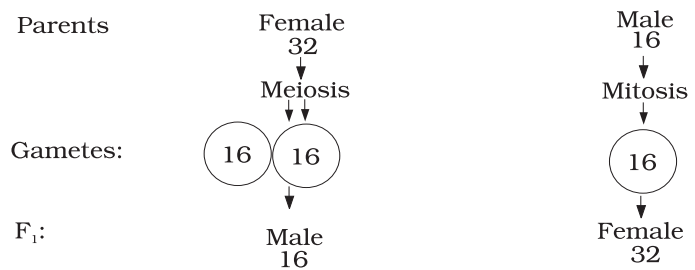 Parents Female Male
32 16
Meiosis Mitosis
Gametes: 16 16 16
F₁: Male Female
16 32